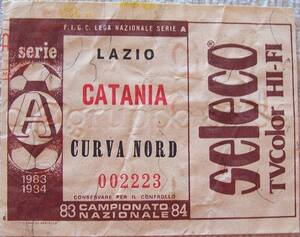 F.I.G.C. LEGA NAZIONALE SERIE A
serie
A
1983
1934
LAZIO
CATANIA
CURVA NORD
002223
CONSERVARE PER IL CONTROLLO
83 CAMPIONATO NAZIONALE 84
seleco
TVColor HI-FI